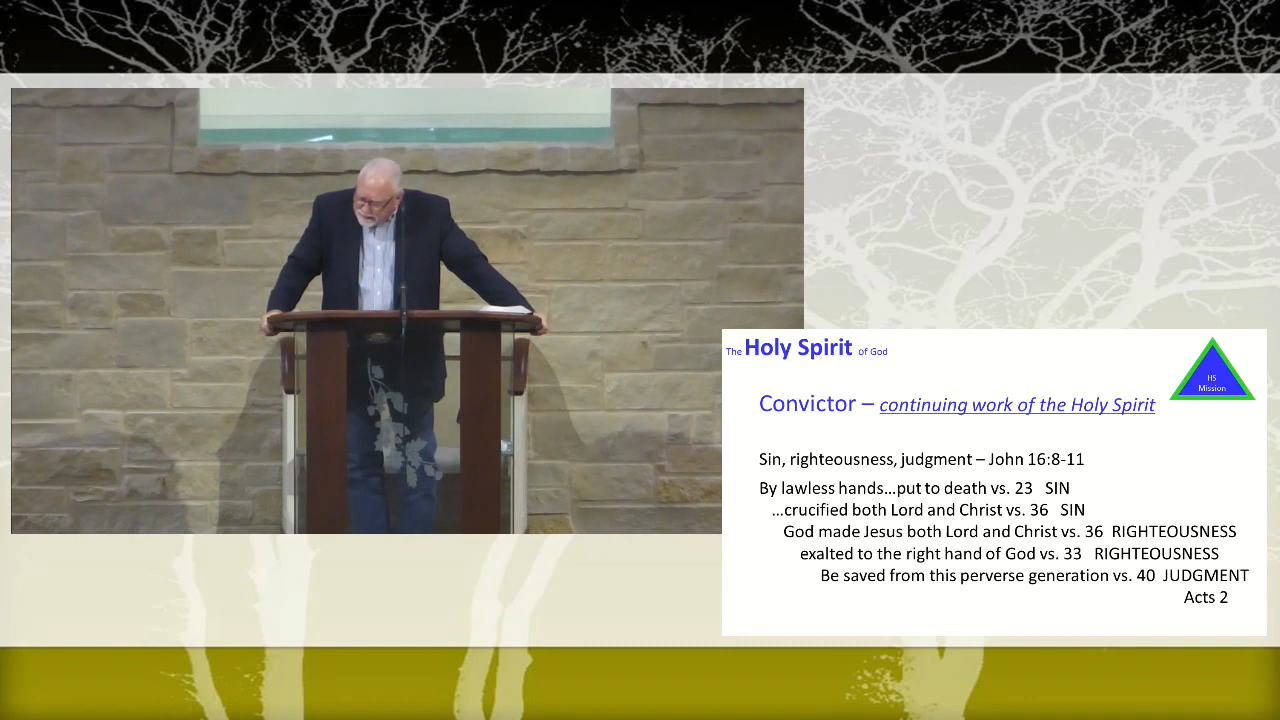 The Holy Spirit of God
HS
Mission
Convictor – continuing work of the Holy Spirit
Sin, righteousness, judgment – John 16:8-11
By lawless hands...put to death vs. 23 SIN
...crucified both Lord and Christ vs. 36 SIN
God made Jesus both Lord and Christ vs. 36 RIGHTEOUSNESS
exalted to the right hand of God vs. 33 RIGHTEOUSNESS
Be saved from this perverse generation vs. 40 JUDGMENT
Acts 2